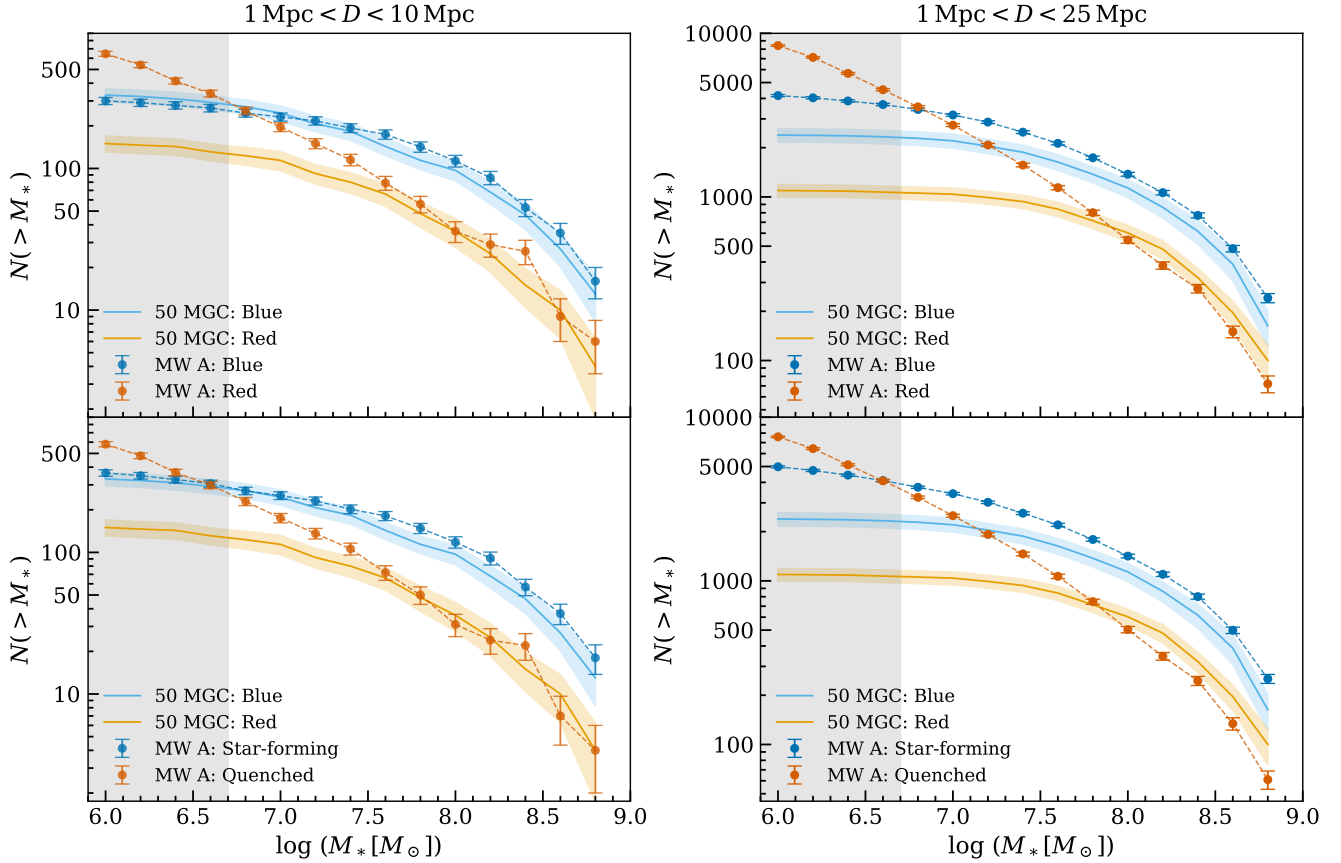 1 Mpc < D < 10 Mpc
1 Mpc < D < 25 Mpc
N(> M*)
500
100
50
10
50 MGC: Blue
50 MGC: Red
MW A: Blue
MW A: Red
N(> M*)
10000
5000
1000
500
100
50 MGC: Blue
50 MGC: Red
MW A: Blue
MW A: Red
N(> M*)
500
100
50
10
50 MGC: Blue
50 MGC: Red
MW A: Star-forming
MW A: Quenched
6.0 6.5 7.0 7.5 8.0 8.5 9.0
log (M*[M⊙])
N(> M*)
10000
5000
1000
500
100
50 MGC: Blue
50 MGC: Red
MW A: Star-forming
MW A: Quenched
6.0 6.5 7.0 7.5 8.0 8.5 9.0
log (M*[M⊙])